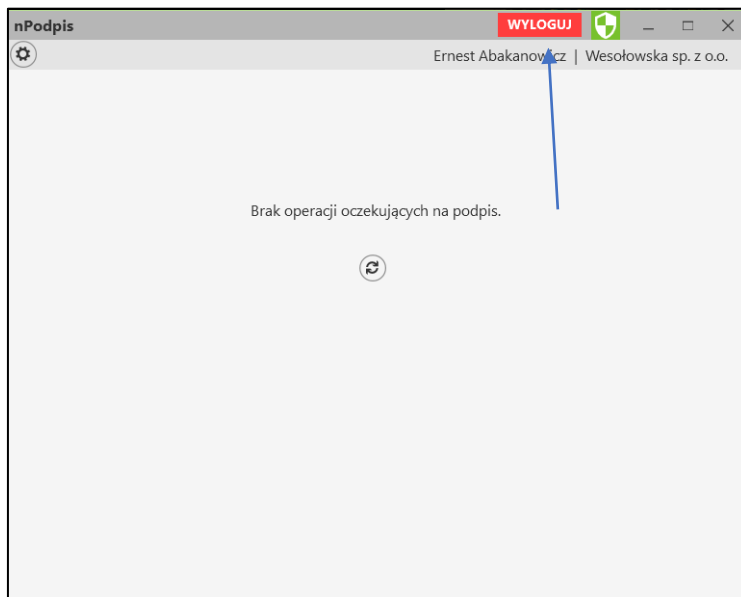 nPodpis WYLOGUJ
Ernest Abakanowicz | Wesołowska sp. z o.o.
Brak operacji oczekujących na podpis.